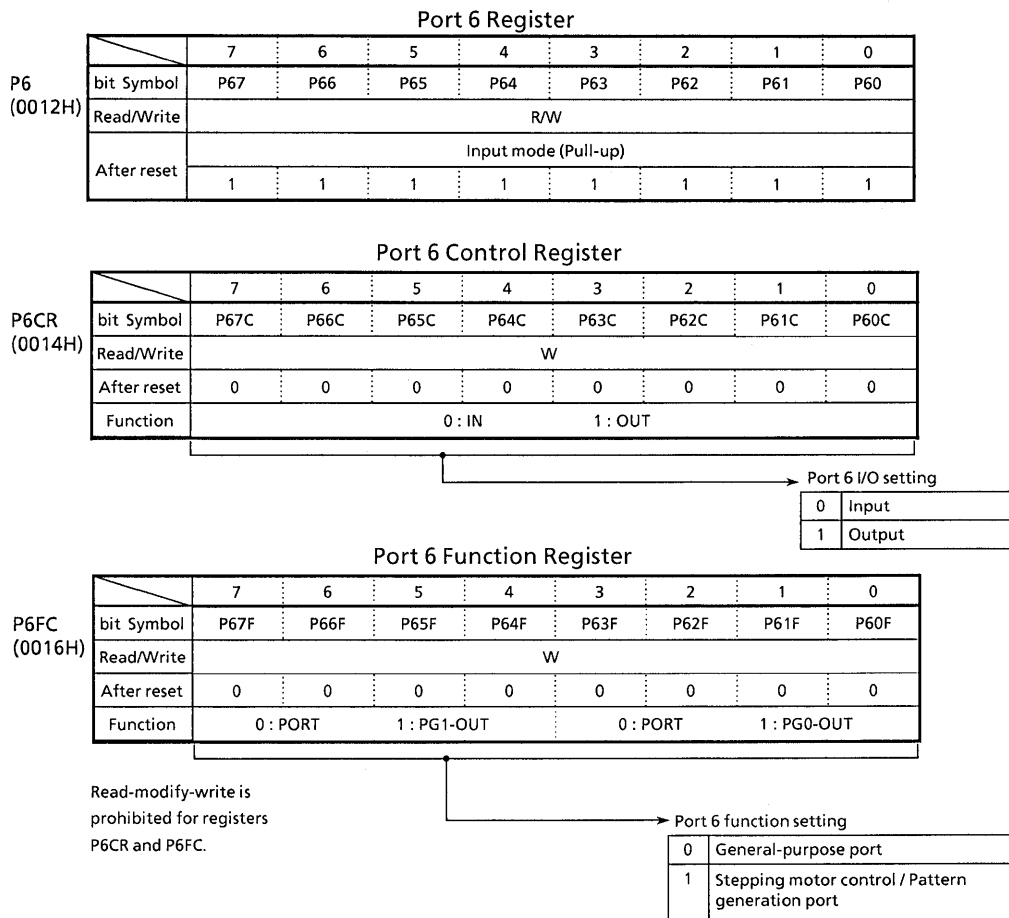 Port 6 Register
7 6 5 4 3 2 1 0
P6
(0012H)
bit Symbol P67 P66 P65 P64 P63 P62 P61 P60
Read/Write R/W
After reset Input mode (Pull-up)
1 1 1 1 1 1 1 1
Port 6 Control Register
7 6 5 4 3 2 1 0
P6CR
(0014H)
bit Symbol P67C P66C P65C P64C P63C P62C P61C P60C
Read/Write W
After reset 0 0 0 0 0 0 0 0
Function 0 : IN 1 : OUT
Port 6 I/O setting
0 Input
1 Output
Port 6 Function Register
7 6 5 4 3 2 1 0
P6FC
(0016H)
bit Symbol P67F P66F P65F P64F P63F P62F P61F P60F
Read/Write W
After reset 0 0 0 0 0 0 0 0
Function 0 : PORT 1 : PG1-OUT 0 : PORT 1 : PG0-OUT
Read-modify-write is
prohibited for registers
P6CR and P6FC.
Port 6 function setting
0 General-purpose port
1 Stepping motor control / Pattern
generation port